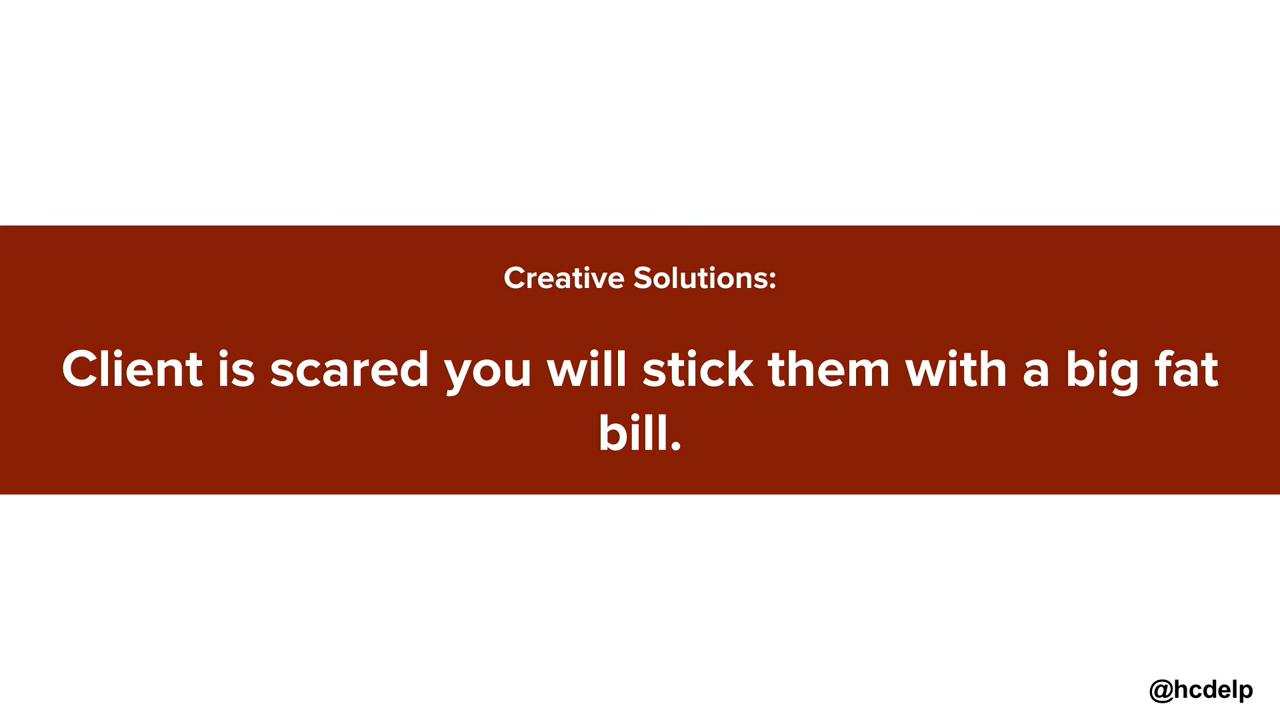 Creative Solutions:
Client is scared you will stick them with a big fat
bill.
@hcdelp